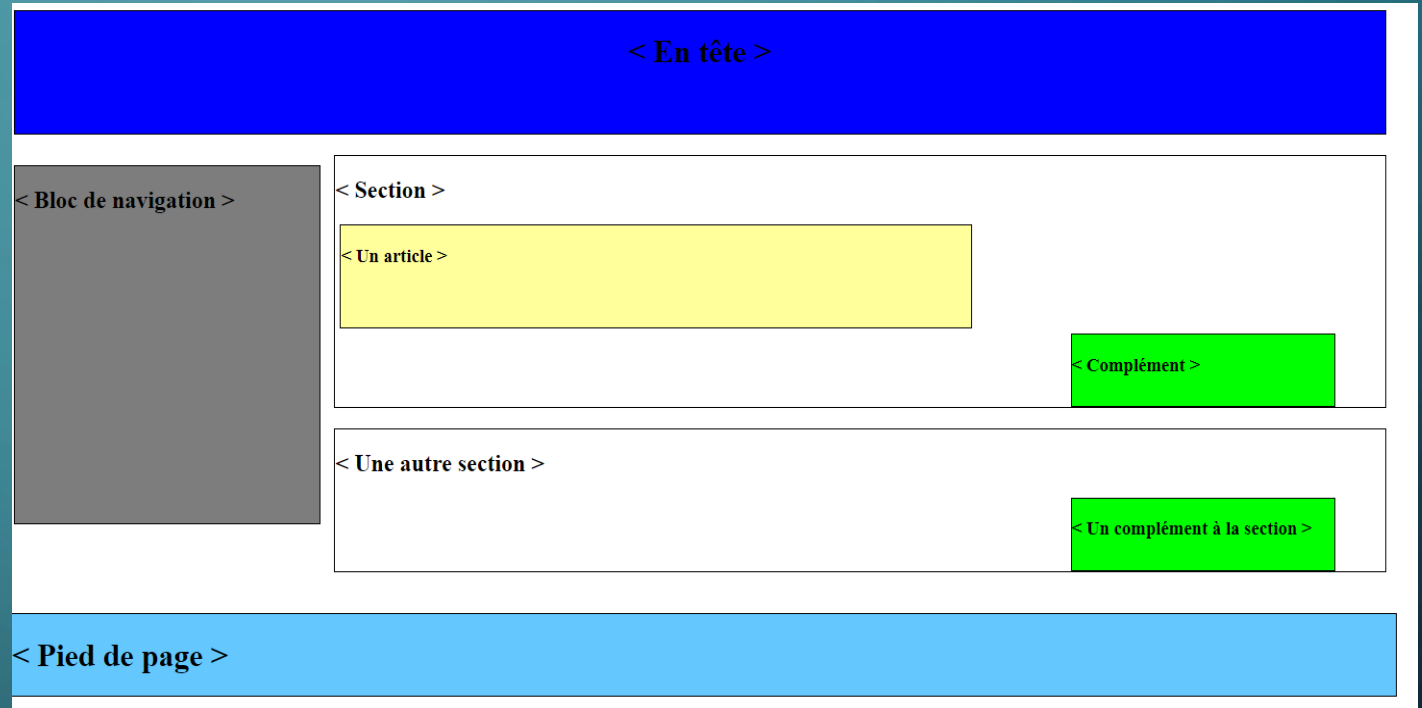 < En tête >
< Bloc de navigation >
< Section >
< Un article >
< Complément >
< Une autre section >
< Un complément à la section >
< Pied de page >